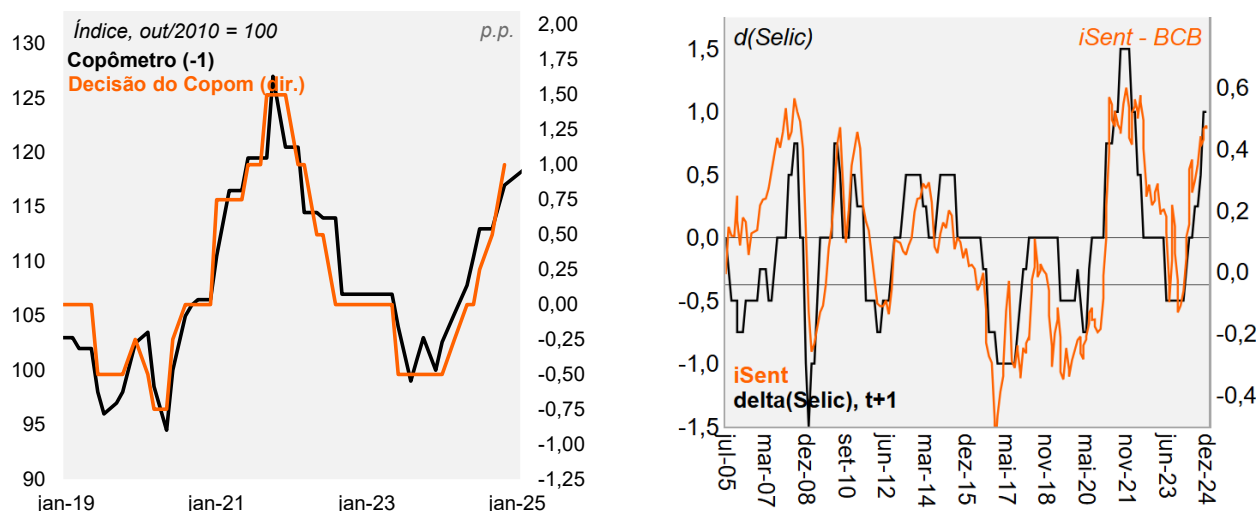 Índice, out/2010 = 100
p.p.
Copômetro (-1)
Decisão do Copom (dir.)
130
125
120
115
110
105
100
95
90
2,00
1,75
1,50
1,25
1,00
0,75
0,50
0,25
0,00
-0,25
-0,50
-0,75
-1,00
-1,25
jan-19
jan-21
jan-23
jan-25
d(Selic)
iSent - BCB
1,5
1,0
0,5
0,0
-0,5
-1,0
-1,5
0,6
0,4
0,2
0,0
-0,2
-0,4
iSent
delta(Selic), t+1
jul-05
mar-07
dez-08
set-10
jun-12
mar-14
dez-15
mai-17
nov-18
mai-20
nov-21
jun-23
dez-24